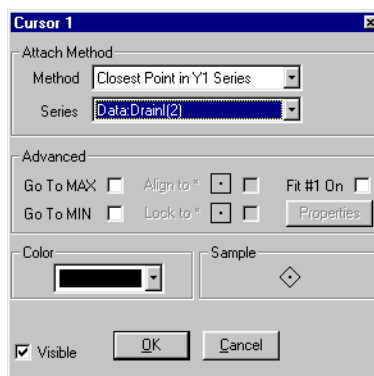 Cursor 1
Attach Method
Method Closest Point in Y1 Series
Series Data:DrainI(2)
Advanced
Go To MAX Align to * Fit #1 On
Go To MIN Lock to * Properties
Color Sample
Visible OK Cancel